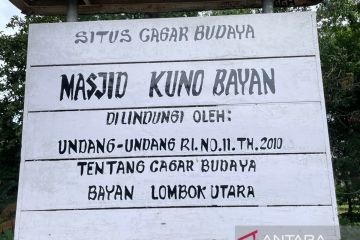 SITUS CAGAR BUDAYA
MASJID KUNO BAYAN
DILINDUNGI OLEH:
UNDANG-UNDANG RI.NO.11.TH.2010
TENTANG CAGAR BUDAYA
BAYAN LOMBOK UTARA
ANTARA